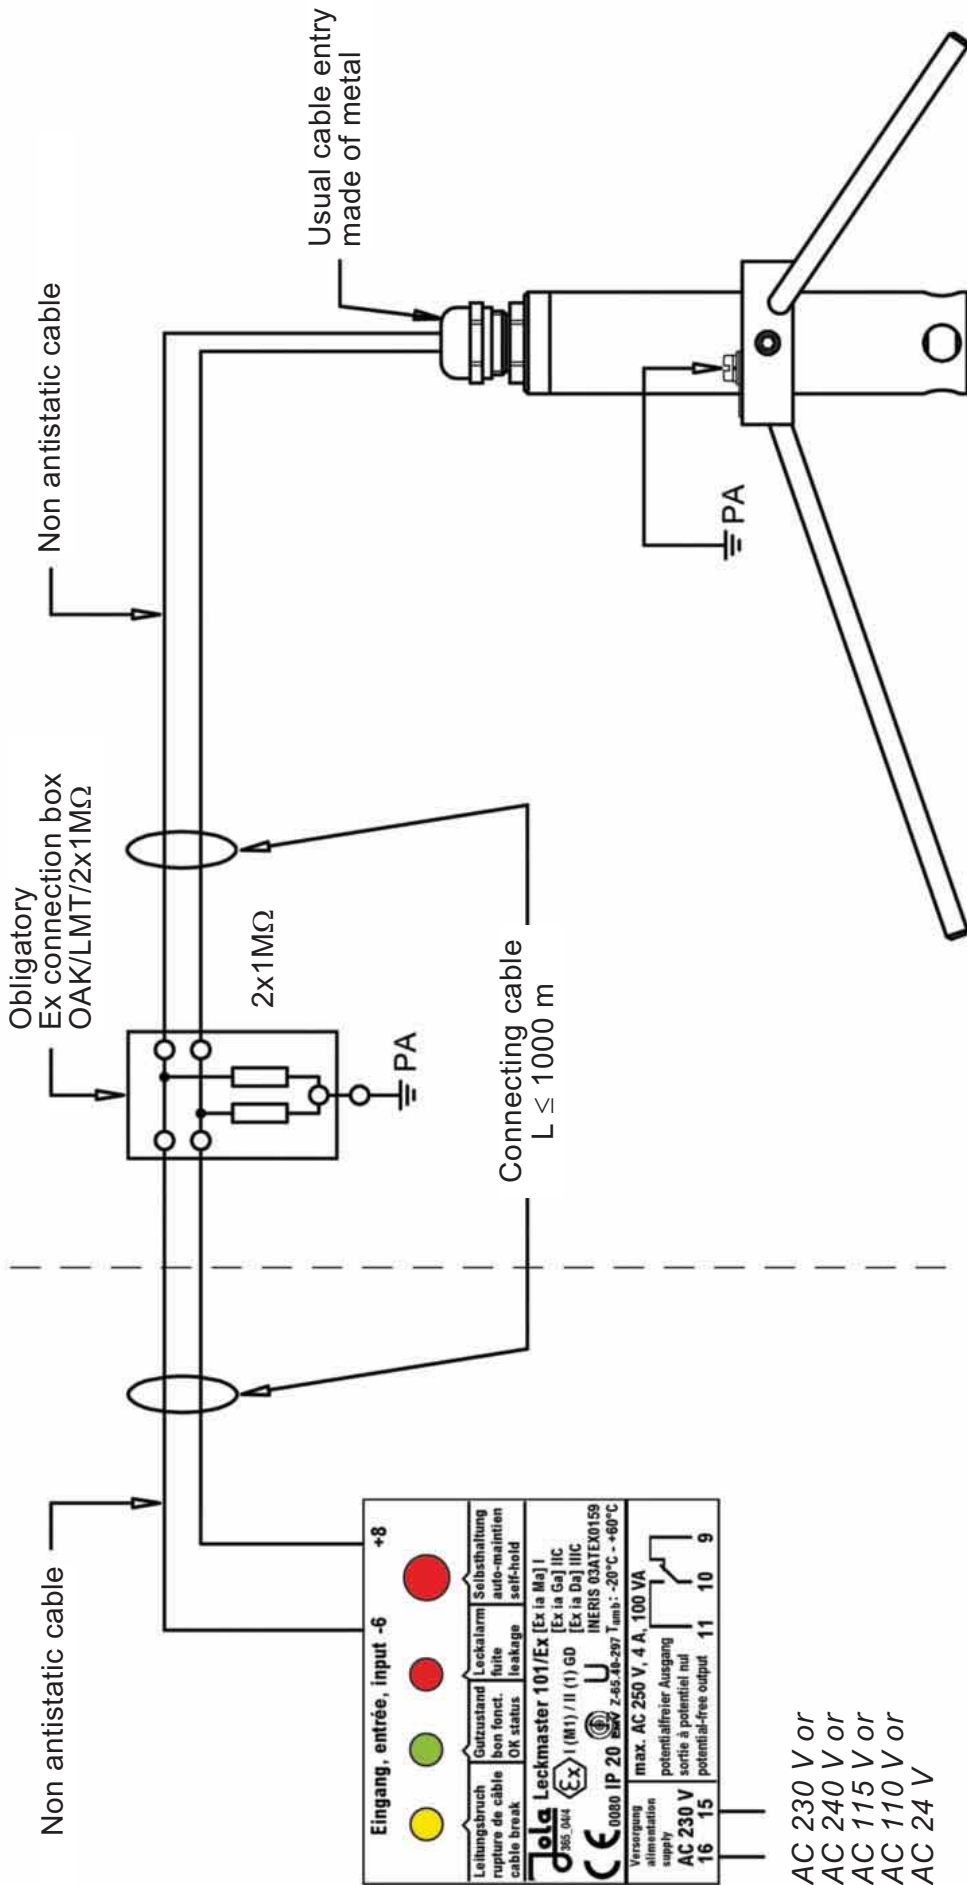 Obligatory
Ex connection box
OAK/LMT/2x1MΩ
Non antistatic cable
Non antistatic cable
Usual cable entry
made of metal
2x1MΩ
PA
PA
Connecting cable
L ≤ 1000 m
Eingang, entrée, input -6 +8
Leitungsbruch
rupture de câble
cable break
Gutzustand
bon fonct.
OK status
Leckalarm
fuite
leakage
Selbsthaltung
auto-maintien
self-hold
Jola
365_04/4
Leckmaster 101/Ex
[Ex ia Ma] I
[Ex ia Ga] IIC
[Ex ia Da] IIIC
INERIS 03ATEX0159
Ex I (M1) / II (1) GD
CE 0080 IP 20 EMV Z-65.40-297 Tamb: -20°C - +60°C
Versorgung
alimentation
supply
AC 230 V
16 15
max. AC 250 V, 4 A, 100 VA
potentialfreier Ausgang
sortie à potentiel nul
potential-free output
11 10 9
AC 230 V or
AC 240 V or
AC 115 V or
AC 110 V or
AC 24 V